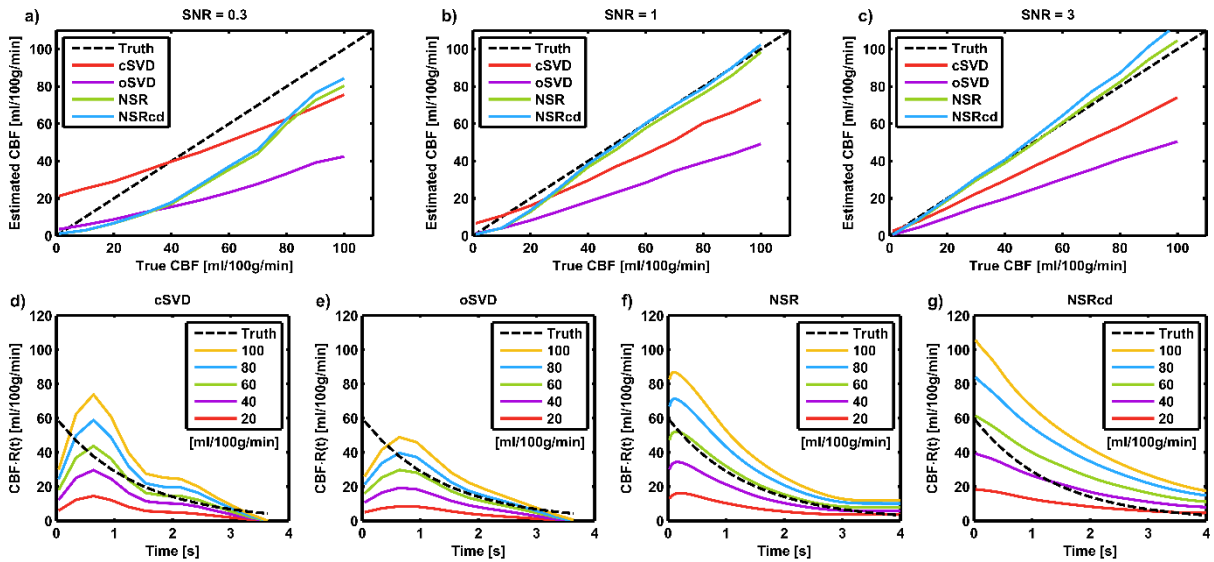 a) SNR = 0.3
Estimated CBF [ml/100g/min]
100
80
60
40
20
0
Truth
cSVD
oSVD
NSR
NSRcd
0 20 40 60 80 100
True CBF [ml/100g/min]
b) SNR = 1
Estimated CBF [ml/100g/min]
100
80
60
40
20
0
Truth
cSVD
oSVD
NSR
NSRcd
0 20 40 60 80 100
True CBF [ml/100g/min]
c) SNR = 3
Estimated CBF [ml/100g/min]
100
80
60
40
20
0
Truth
cSVD
oSVD
NSR
NSRcd
0 20 40 60 80 100
True CBF [ml/100g/min]
d) cSVD
CBF·R(t) [ml/100g/min]
120
100
80
60
40
20
0
Truth
100
80
60
40
20
[ml/100g/min]
0 1 2 3 4
Time [s]
e) oSVD
CBF·R(t) [ml/100g/min]
120
100
80
60
40
20
0
Truth
100
80
60
40
20
[ml/100g/min]
0 1 2 3 4
Time [s]
f) NSR
CBF·R(t) [ml/100g/min]
120
100
80
60
40
20
0
Truth
100
80
60
40
20
[ml/100g/min]
0 1 2 3 4
Time [s]
g) NSRcd
CBF·R(t) [ml/100g/min]
120
100
80
60
40
20
0
Truth
100
80
60
40
20
[ml/100g/min]
0 1 2 3 4
Time [s]